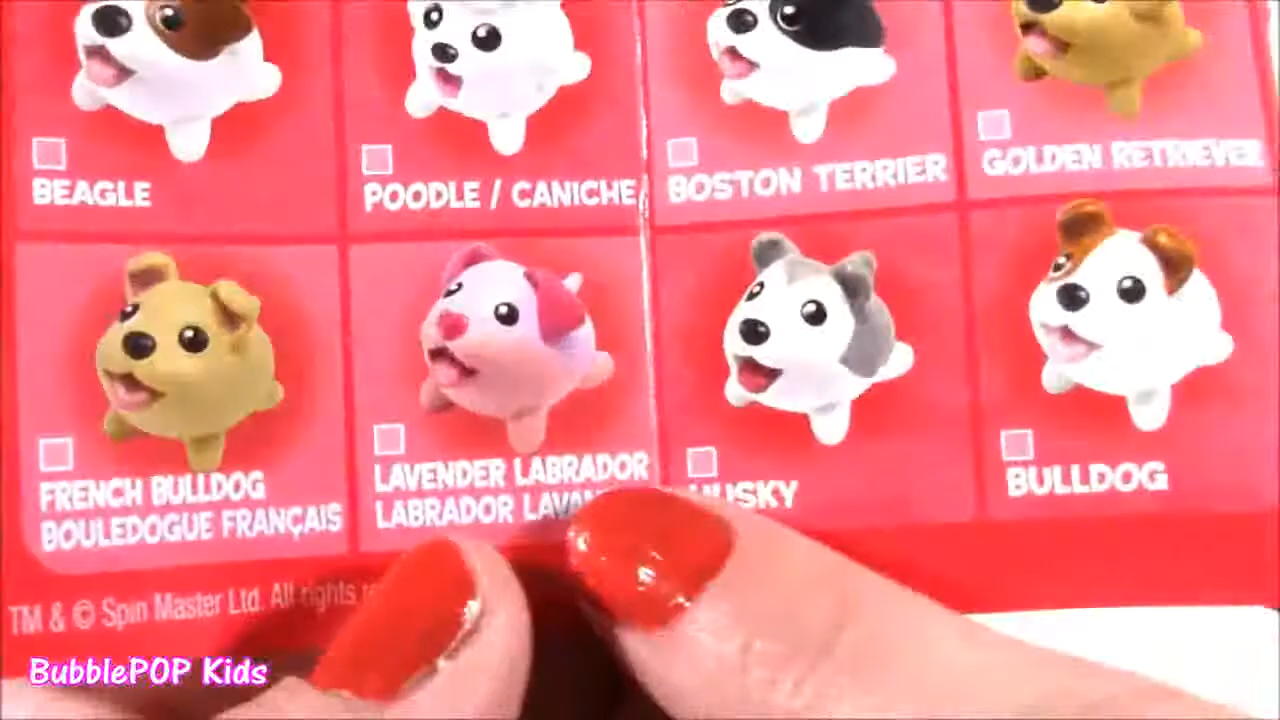 BEAGLE
POODLE / CANICHE
BOSTON TERRIER
GOLDEN RETRIEVER
FRENCH BULLDOG
BOULEDOGUE FRANÇAIS
LAVENDER LABRADOR
LABRADOR
HUSKY
BULLDOG
TM & © Spin Master Ltd. All rights
BubblePOP Kids